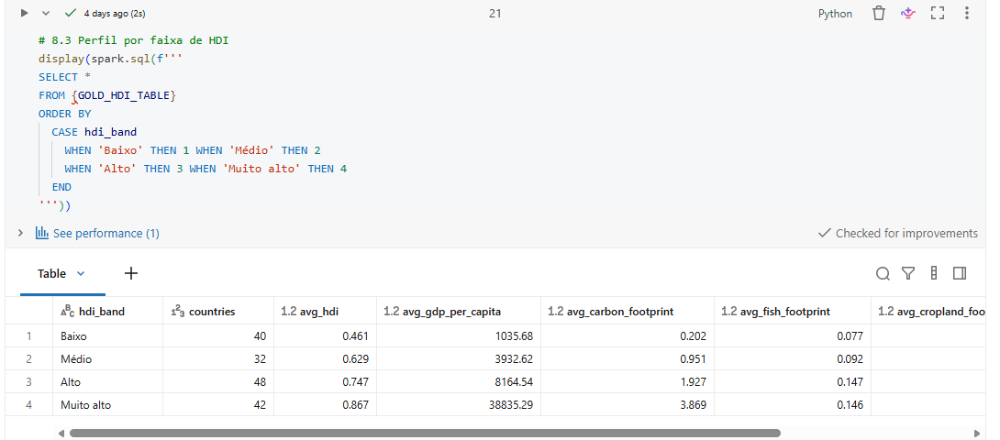 4 days ago (2s)
21
Python
# 8.3 Perfil por faixa de HDI
display(spark.sql(f'''
SELECT *
FROM {GOLD_HDI_TABLE}
ORDER BY
CASE hdi_band
WHEN 'Baixo' THEN 1 WHEN 'Médio' THEN 2
WHEN 'Alto' THEN 3 WHEN 'Muito alto' THEN 4
END
'''))
See performance (1)
Checked for improvements
Table
hdi_band countries avg_hdi avg_gdp_per_capita avg_carbon_footprint avg_fish_footprint avg_cropland_foo
1 Baixo 40 0.461 1035.68 0.202 0.077
2 Médio 32 0.629 3932.62 0.951 0.092
3 Alto 48 0.747 8164.54 1.927 0.147
4 Muito alto 42 0.867 38835.29 3.869 0.146